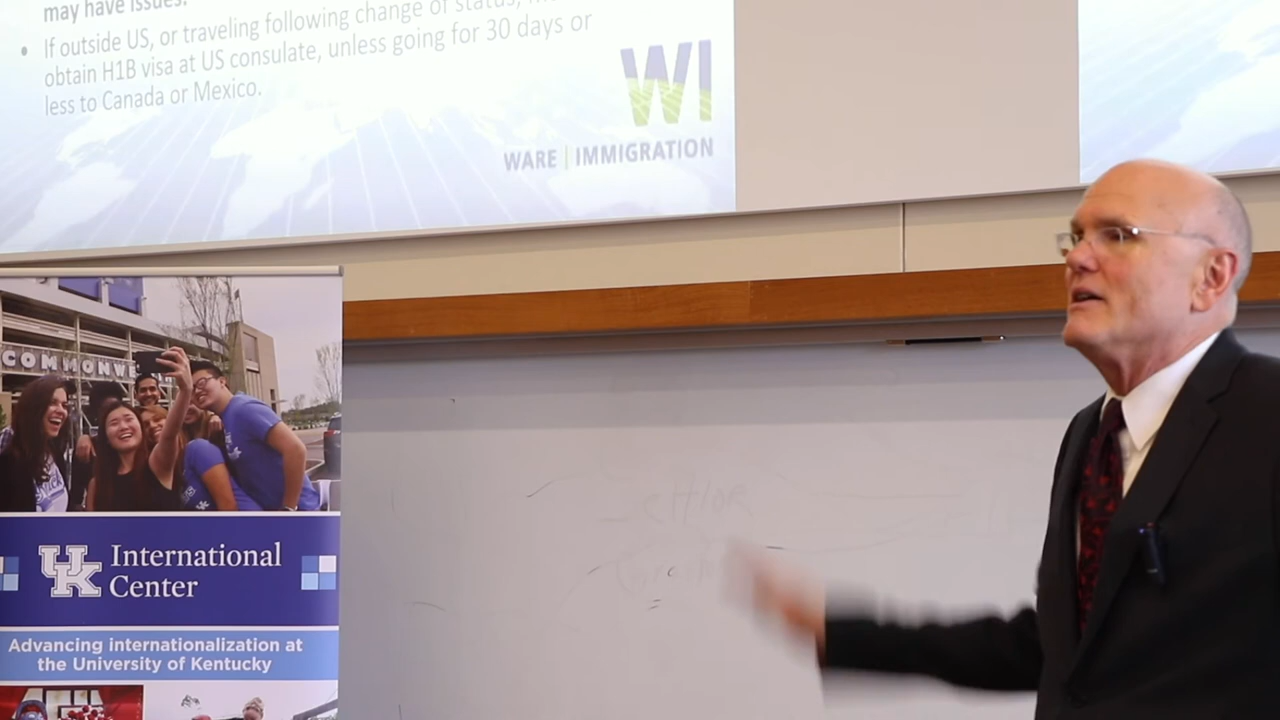 may have issues.
• If outside US, or traveling following change of status,
obtain H1B visa at US consulate, unless going for 30 days or
less to Canada or Mexico.
WI
WARE | IMMIGRATION
COMMONWE
UK International
Center
Advancing internationalization at
the University of Kentucky